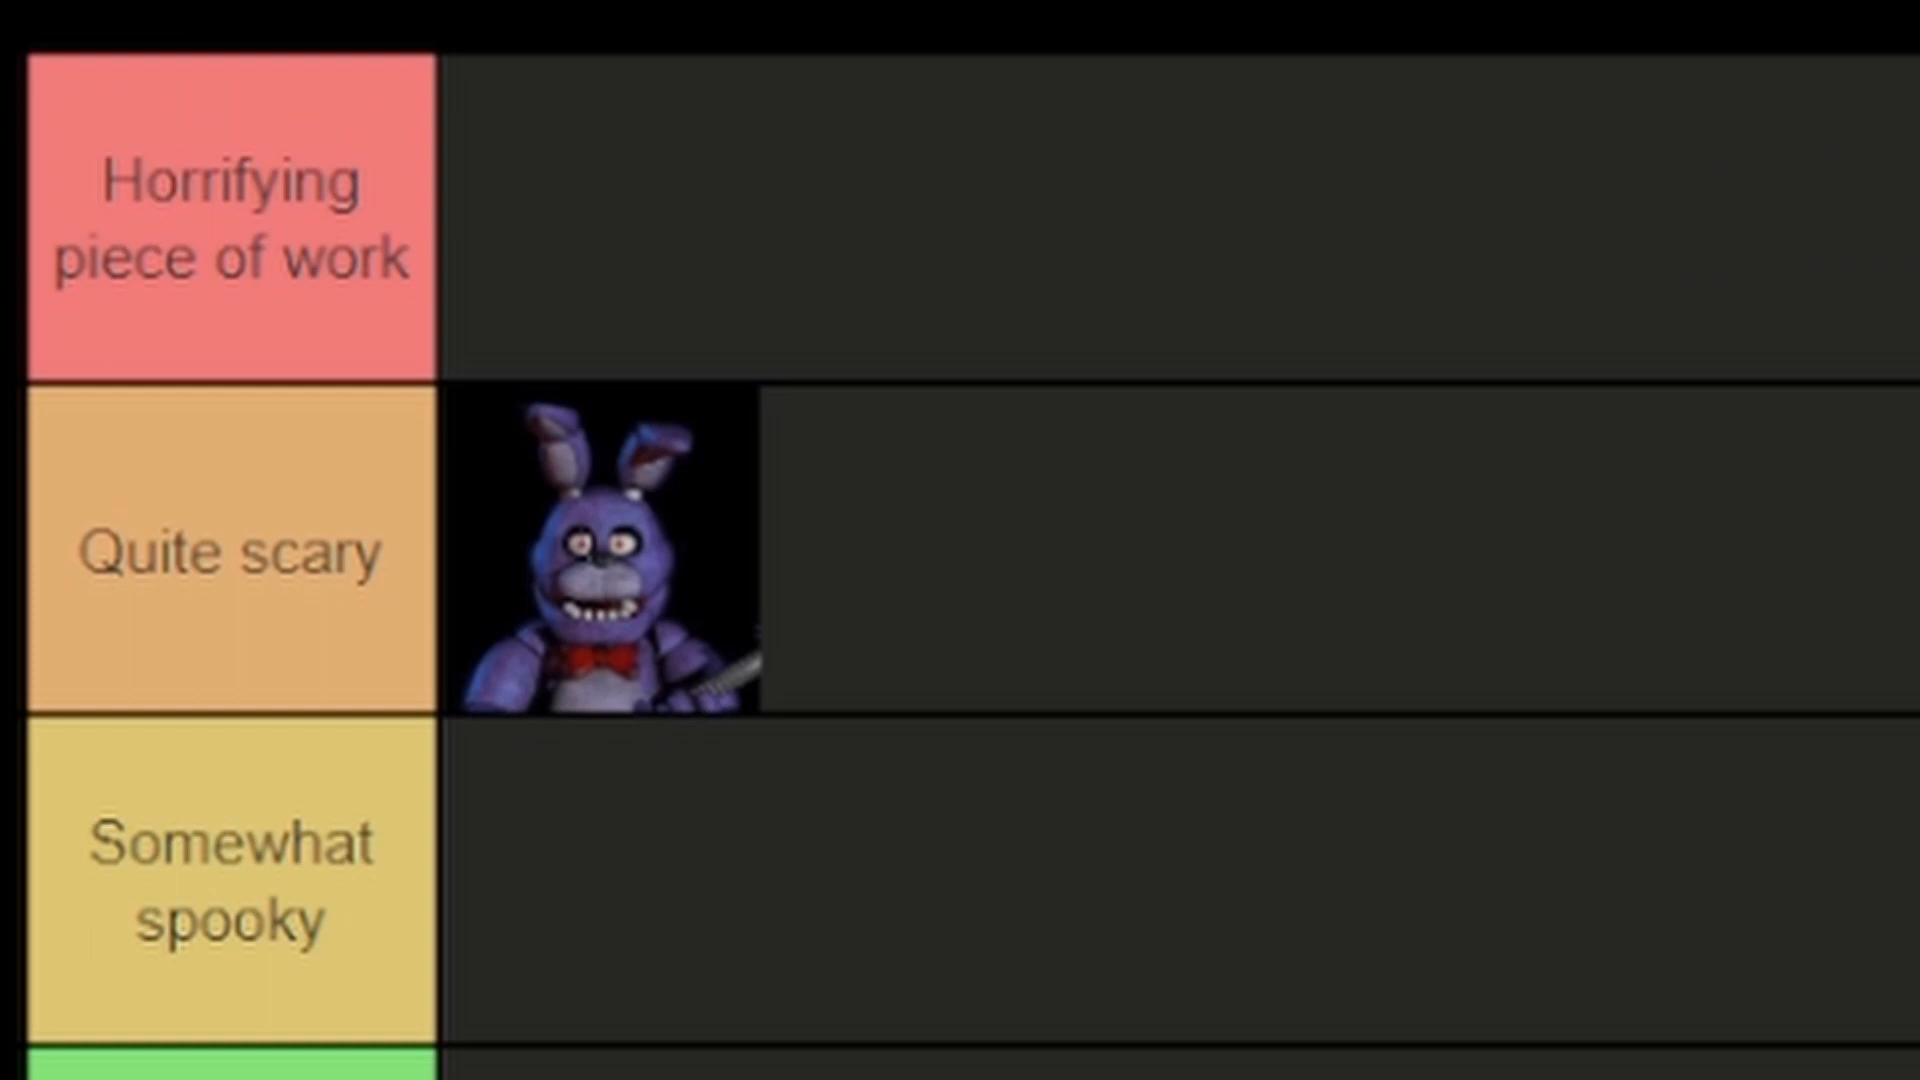 Horrifying
piece of work
Quite scary
Somewhat
spooky